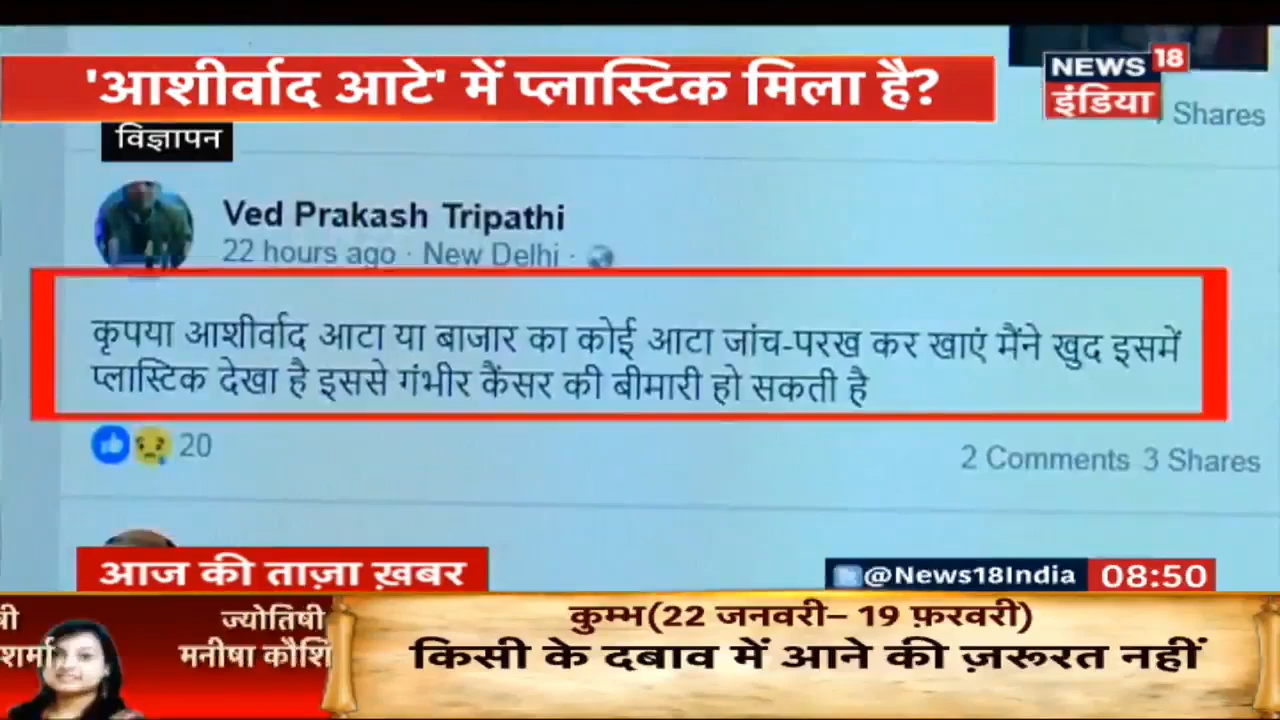 'आशीर्वाद आटे' में प्लास्टिक मिला है?
NEWS 18
इंडिया
Shares
विज्ञापन
Ved Prakash Tripathi
22 hours ago · New Delhi ·
कृपया आशीर्वाद आटा या बाजार का कोई आटा जांच-परख कर खाएं मैंने खुद इसमें
प्लास्टिक देखा है इससे गंभीर कैंसर की बीमारी हो सकती है
20
2 Comments 3 Shares
आज की ताज़ा ख़बर
@News18India 08:50
ज्योतिषी
शर्मा
मनीषा कौशि
कुम्भ(22 जनवरी– 19 फ़रवरी)
किसी के दबाव में आने की ज़रूरत नहीं